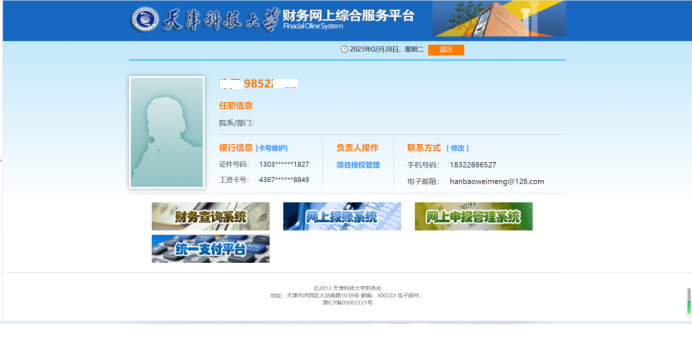 天津科技大学 财务网上综合服务平台
Finacial Oline System
2023年02月28日，星期二 退出
9852
任职信息
院系/部门：
银行信息 [卡号维护] 负责人操作 联系方式 [ 修改 ]
证件号码： 1303******1827 项目授权管理 手机号码： 18322696527
工资卡号： 4367******8849 电子邮箱： hanbaoweimeng@126.com
财务查询系统 网上报账系统 网上申报管理系统
统一支付平台
©2013 天津科技大学财务处
地址：天津市河西区大沽南路1038号 邮编：300222 电子邮件：
津ICP备05003121号